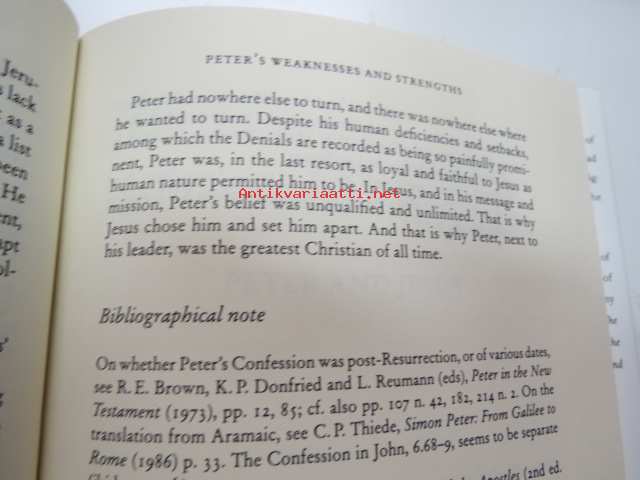 Jeru-
lack
as a
list
been
He
PETER'S WEAKNESSES AND STRENGTHS
Peter had nowhere else to turn, and there was nowhere else where
he wanted to turn. Despite his human deficiencies and setbacks,
among which the Denials are recorded as being so painfully promi-
nent, Peter was, in the last resort, as loyal and faithful to Jesus as
human nature permitted him to be. In Jesus, and in his message and
mission, Peter's belief was unqualified and unlimited. That is why
Jesus chose him and set him apart. And that is why Peter, next to
his leader, was the greatest Christian of all time.
Antikvariaatti.net
Bibliographical note
On whether Peter's Confession was post-Resurrection, or of various dates,
see R. E. Brown, K. P. Donfried and L. Reumann (eds), Peter in the New
Testament (1973), pp. 12, 85; cf. also pp. 107 n. 42, 182, 214 n. 2. On the
translation from Aramaic, see C. P. Thiede, Simon Peter: From Galilee to
Rome (1986) p. 33. The Confession in John, 6.68–9, seems to be separate
Apostles (2nd ed.